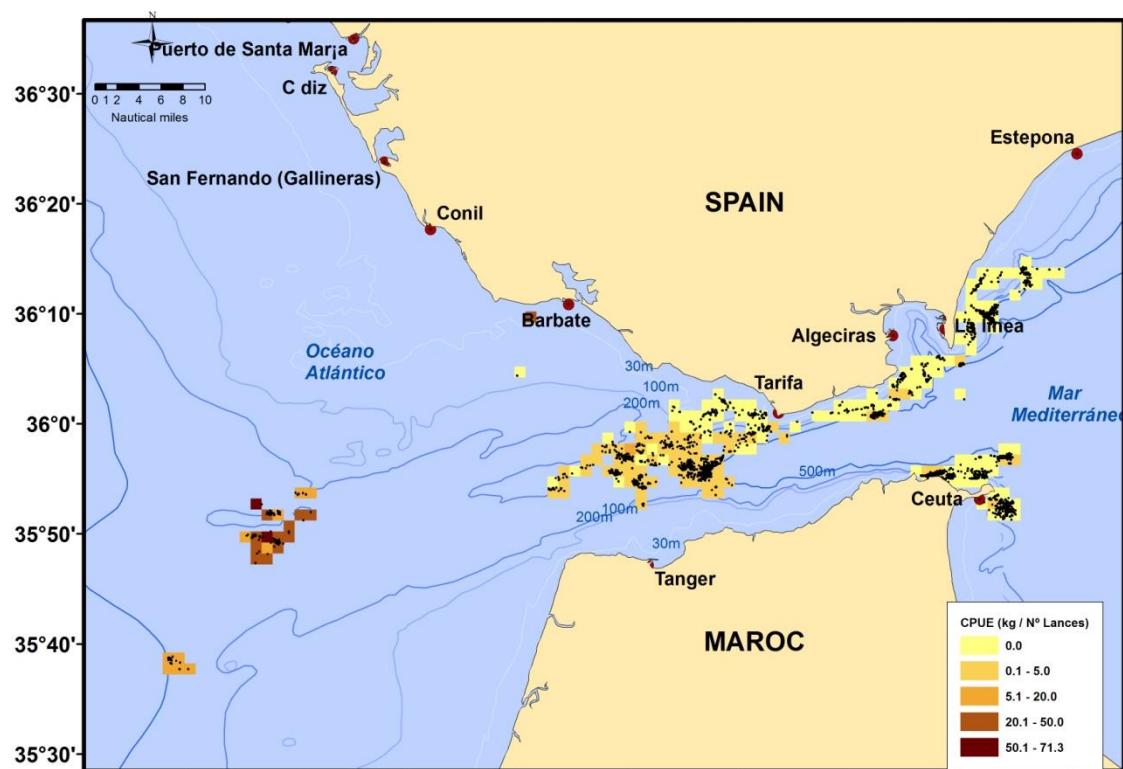 N
Puerto de Santa Mar¡a
C diz
0 1 2 4 6 8 10
Nautical miles
36°30'
Estepona
San Fernando (Gallineras)
36°20'
SPAIN
Conil
36°10'
Barbate
Algeciras
La línea
Océano
Atlántico
30m
100m
200m
Tarifa
Mar
Mediterráneo
36°0'
500m
Ceuta
100m
200m
35°50'
30m
Tanger
35°40'
MAROC
35°30'
CPUE (kg / Nº Lances)
0.0
0.1 - 5.0
5.1 - 20.0
20.1 - 50.0
50.1 - 71.3